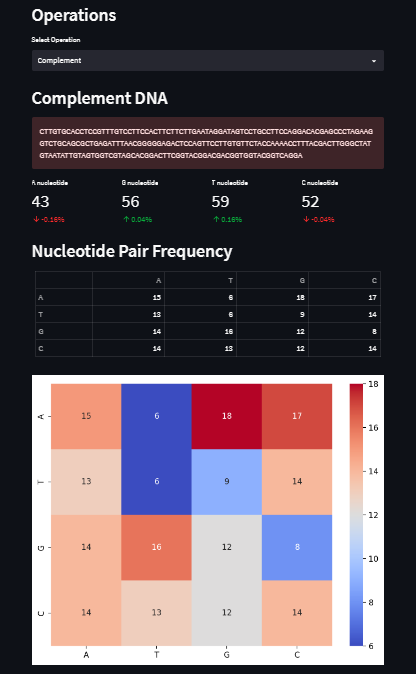 Operations
Select Operation
Complement
Complement DNA
CTTGTGCACCTCCGTTTGTCCTTCCACTTCTTCTTGAATAGGATAGTCCTGCCTTCCAGGACACGAGCCCTAGAAG
GTCTGCAGCGCTGAGATTTAACGGGGGAGACTCCAGTTCCTTGTGTTCTACCAAAACCTTTACGACTTGGGCTAT
GTAATATTGTAGTGGTCGTAGCACGGACTTCGGTACGGACGACGGTGGTACGGTCAGGA
A nucleotide G nucleotide T nucleotide C nucleotide
43 56 59 52
↓ -0.16% ↑ 0.04% ↑ 0.16% ↓ -0.04%
Nucleotide Pair Frequency
A T G C
A 15 6 18 17
T 13 6 9 14
G 14 16 12 8
C 14 13 12 14
18
A 15 6 18 17
16
T 13 6 9 14
14
12
G 14 16 12 8
10
8
C 14 13 12 14
6
A T G C